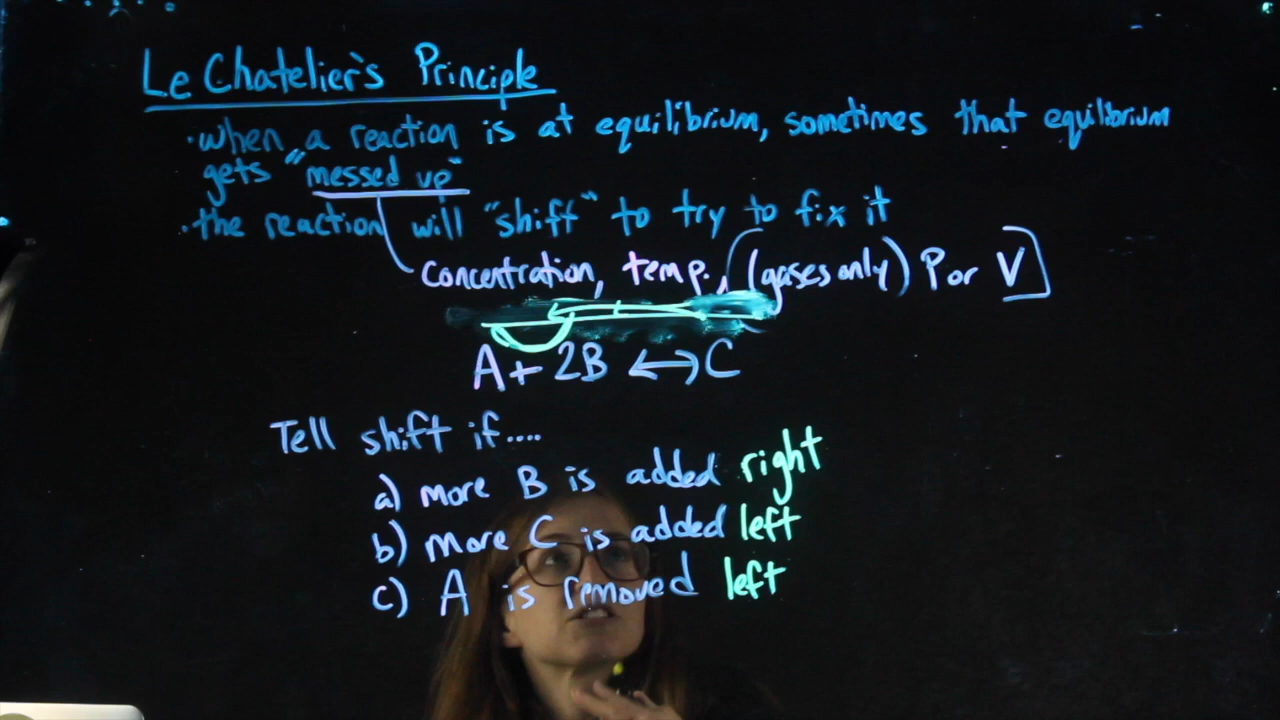 Le Chatelier's Principle
· when a reaction is at equilibrium, sometimes that equilibrium
gets "messed up"
· the reaction will "shift" to try to fix it
concentration, temp., [(gases only) P or V]
A + 2B ⟷ C
Tell shift if....
a) more B is added right
b) more C is added left
c) A is removed left